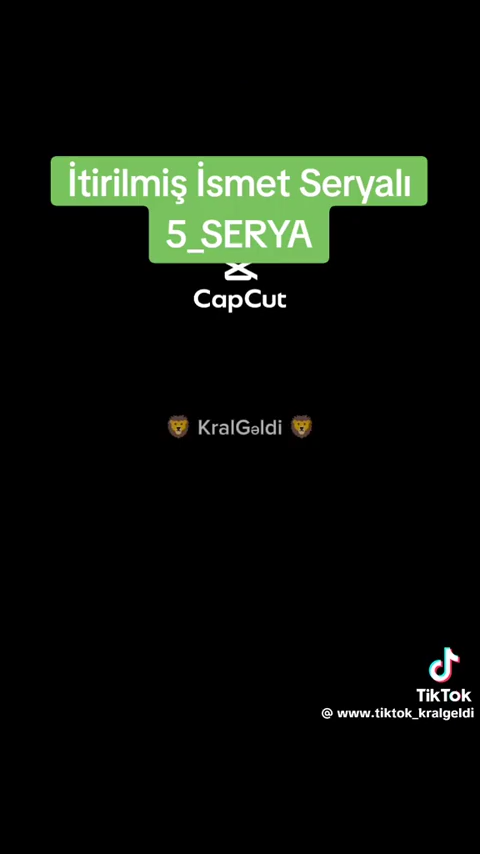 İtirilmiş İsmet Seryalı
5_SERYA
CapCut
🦁 KralGəldi 🦁
TikTok
@ www.tiktok_kralgeldi